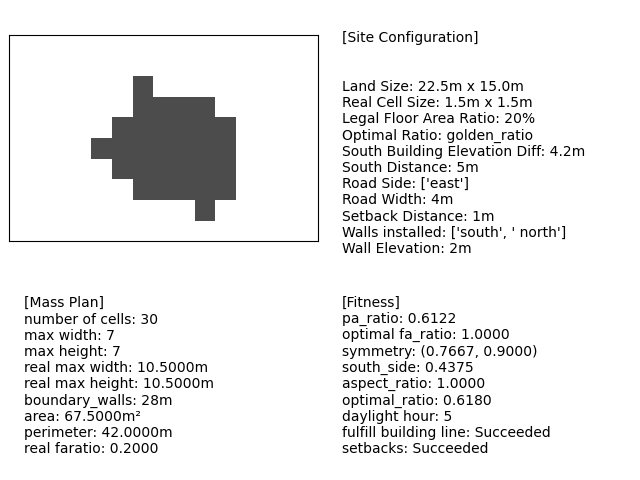 [Site Configuration]
Land Size: 22.5m x 15.0m
Real Cell Size: 1.5m x 1.5m
Legal Floor Area Ratio: 20%
Optimal Ratio: golden_ratio
South Building Elevation Diff: 4.2m
South Distance: 5m
Road Side: ['east']
Road Width: 4m
Setback Distance: 1m
Walls installed: ['south', ' north']
Wall Elevation: 2m
[Mass Plan]
number of cells: 30
max width: 7
max height: 7
real max width: 10.5000m
real max height: 10.5000m
boundary_walls: 28m
area: 67.5000m²
perimeter: 42.0000m
real faratio: 0.2000
[Fitness]
pa_ratio: 0.6122
optimal fa_ratio: 1.0000
symmetry: (0.7667, 0.9000)
south_side: 0.4375
aspect_ratio: 1.0000
optimal_ratio: 0.6180
daylight hour: 5
fulfill building line: Succeeded
setbacks: Succeeded